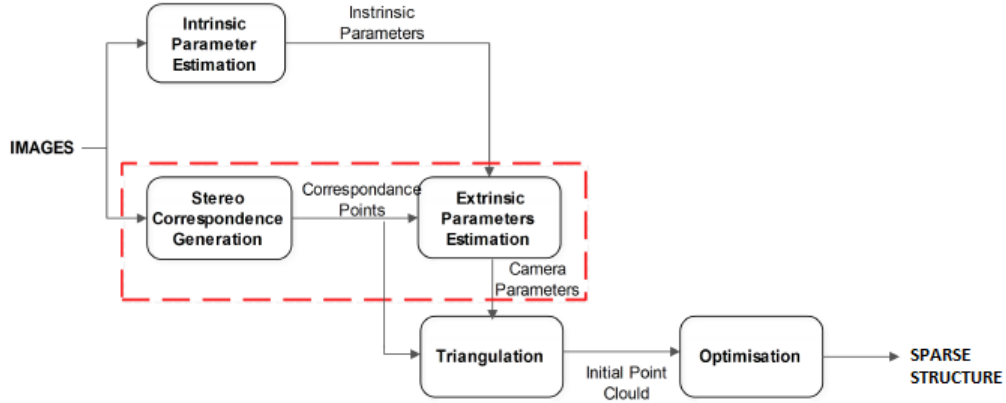 Intrinsic
Parameter
Estimation
Instrinsic
Parameters
IMAGES
Stereo
Correspondence
Generation
Correspondance
Points
Extrinsic
Parameters
Estimation
Camera
Parameters
Triangulation
Initial Point
Clould
Optimisation
SPARSE
STRUCTURE